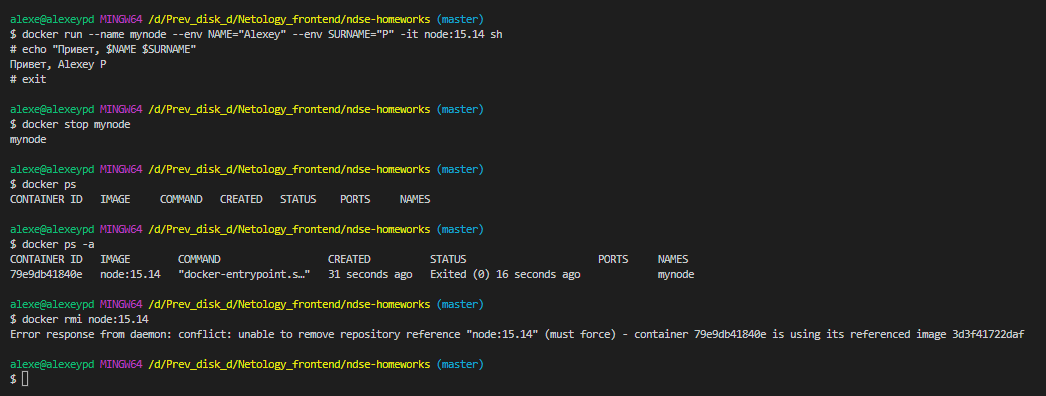 alexe@alexeypd MINGW64 /d/Prev_disk_d/Netology_frontend/ndse-homeworks (master)
$ docker run --name mynode --env NAME="Alexey" --env SURNAME="P" -it node:15.14 sh
# echo "Привет, $NAME $SURNAME"
Привет, Alexey P
# exit
alexe@alexeypd MINGW64 /d/Prev_disk_d/Netology_frontend/ndse-homeworks (master)
$ docker stop mynode
mynode
alexe@alexeypd MINGW64 /d/Prev_disk_d/Netology_frontend/ndse-homeworks (master)
$ docker ps
CONTAINER ID   IMAGE     COMMAND   CREATED   STATUS    PORTS     NAMES
alexe@alexeypd MINGW64 /d/Prev_disk_d/Netology_frontend/ndse-homeworks (master)
$ docker ps -a
CONTAINER ID   IMAGE        COMMAND                  CREATED          STATUS                      PORTS     NAMES
79e9db41840e   node:15.14   "docker-entrypoint.s…"   31 seconds ago   Exited (0) 16 seconds ago             mynode
alexe@alexeypd MINGW64 /d/Prev_disk_d/Netology_frontend/ndse-homeworks (master)
$ docker rmi node:15.14
Error response from daemon: conflict: unable to remove repository reference "node:15.14" (must force) - container 79e9db41840e is using its referenced image 3d3f41722daf
alexe@alexeypd MINGW64 /d/Prev_disk_d/Netology_frontend/ndse-homeworks (master)
$